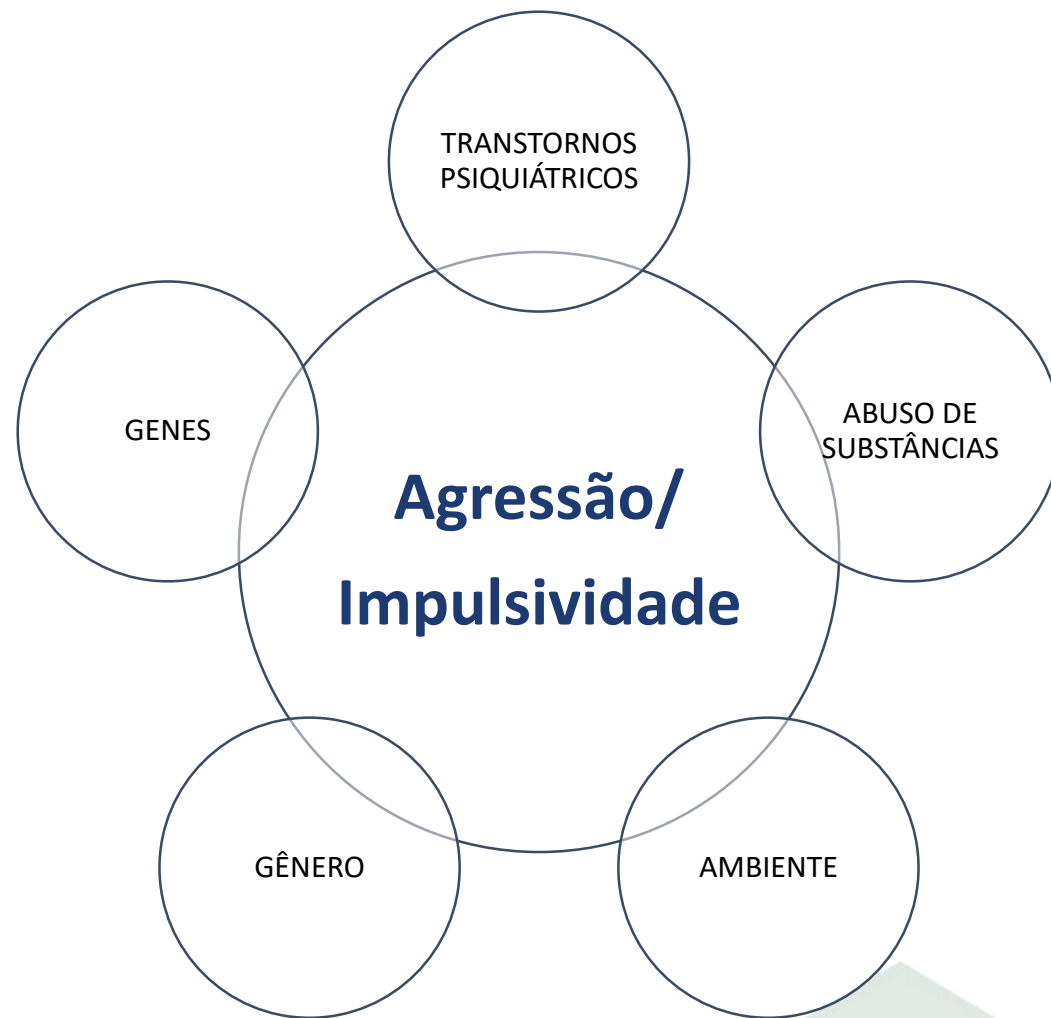 TRANSTORNOS
PSIQUIÁTRICOS
GENES
ABUSO DE
SUBSTÂNCIAS
Agressão/
Impulsividade
GÊNERO
AMBIENTE